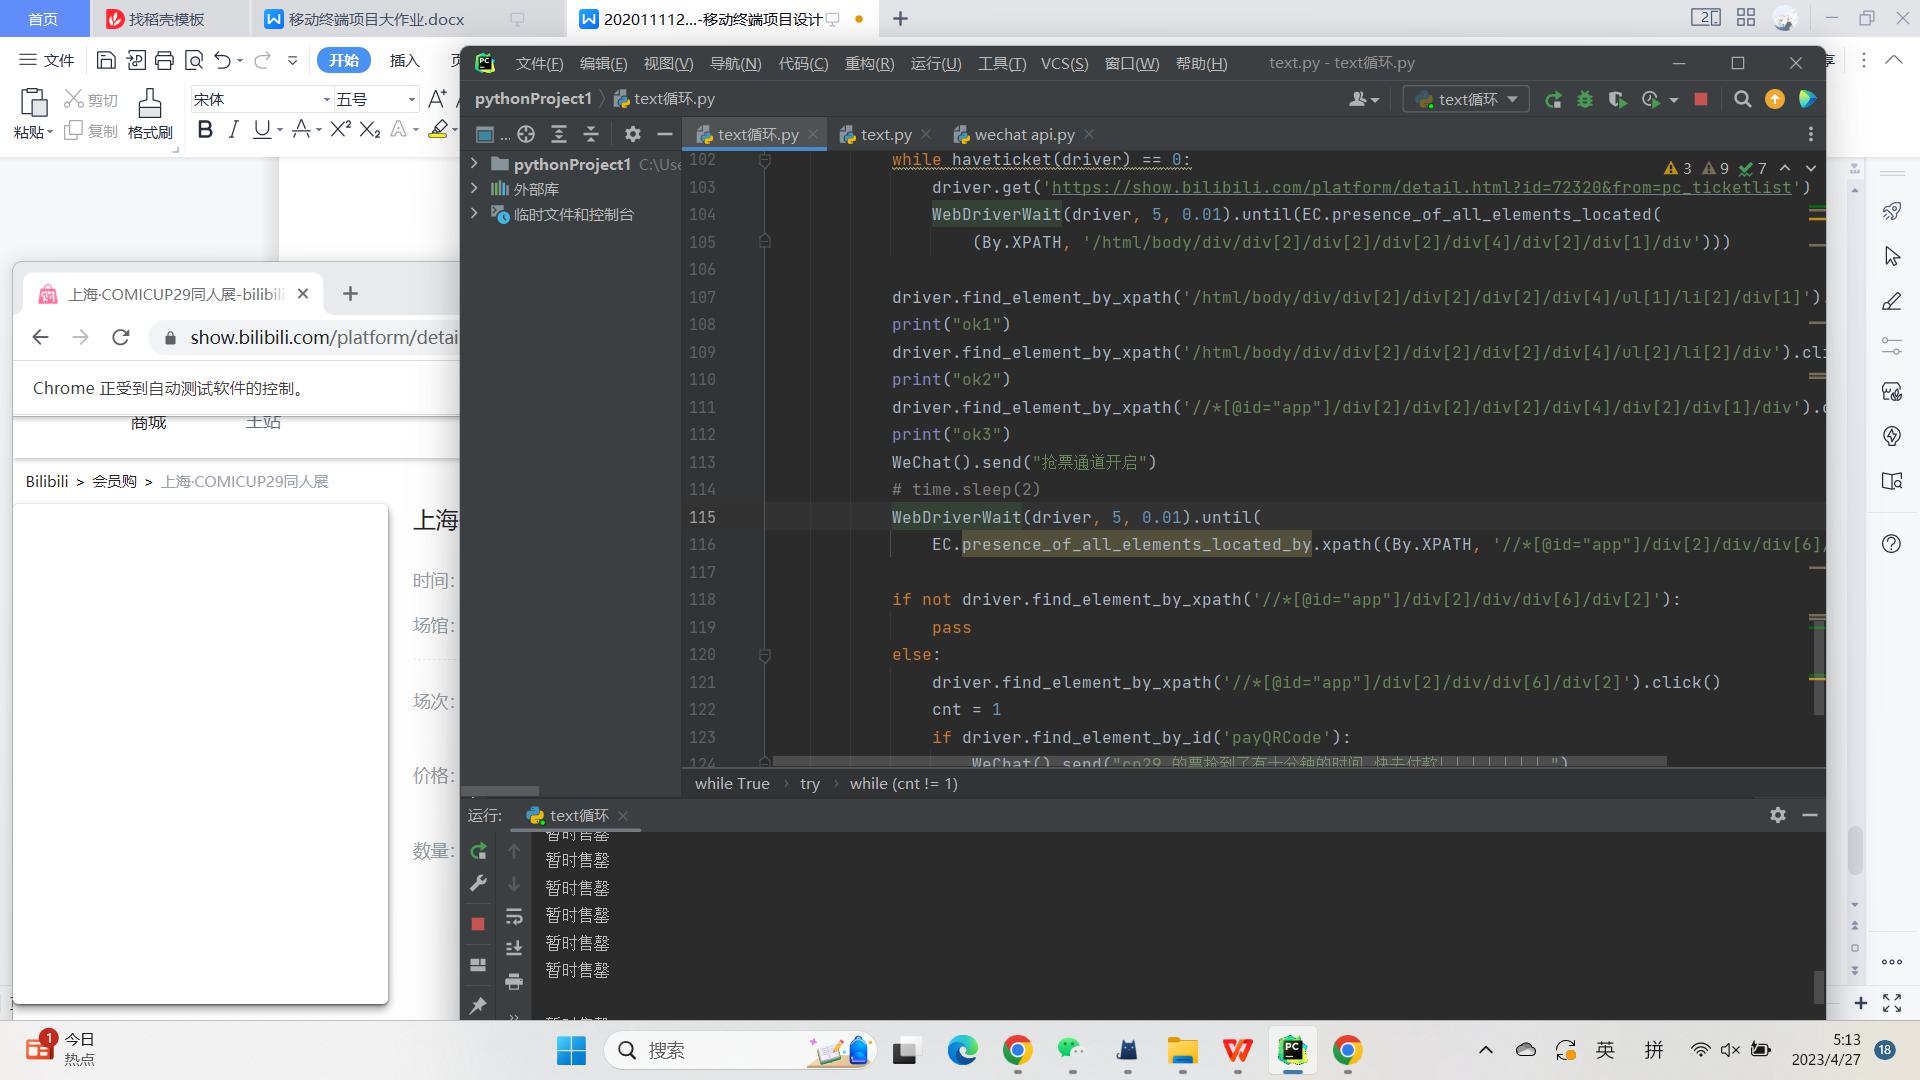 首页
找稻壳模板
移动终端项目大作业.docx
202011112...-移动终端项目设计
文件
开始
插入
粘贴
剪切
复制
格式刷
宋体
五号
文件(F) 编辑(E) 视图(V) 导航(N) 代码(C) 重构(R) 运行(U) 工具(T) VCS(S) 窗口(W) 帮助(H) text.py - text循环.py
pythonProject1 text循环.py
text循环
text循环.py
text.py
wechat api.py
pythonProject1 C:\Use
外部库
临时文件和控制台
3 9 7
102 while haveticket(driver) == 0:
103 driver.get('https://show.bilibili.com/platform/detail.html?id=72320&from=pc_ticketlist')
104 WebDriverWait(driver, 5, 0.01).until(EC.presence_of_all_elements_located(
105 (By.XPATH, '/html/body/div/div[2]/div[2]/div[2]/div[4]/div[2]/div[1]/div')))
106
107 driver.find_element_by_xpath('/html/body/div/div[2]/div[2]/div[2]/div[4]/ul[1]/li[2]/div[1]').
108 print("ok1")
109 driver.find_element_by_xpath('/html/body/div/div[2]/div[2]/div[2]/div[4]/ul[2]/li[2]/div').cli
110 print("ok2")
111 driver.find_element_by_xpath('//*[@id="app"]/div[2]/div[2]/div[2]/div[4]/div[2]/div[1]/div').c
112 print("ok3")
113 WeChat().send("抢票通道开启")
114 # time.sleep(2)
115 WebDriverWait(driver, 5, 0.01).until(
116 EC.presence_of_all_elements_located_by.xpath((By.XPATH, '//*[@id="app"]/div[2]/div/div[6]/
117
118 if not driver.find_element_by_xpath('//*[@id="app"]/div[2]/div/div[6]/div[2]'):
119 pass
120 else:
121 driver.find_element_by_xpath('//*[@id="app"]/div[2]/div/div[6]/div[2]').click()
122 cnt = 1
123 if driver.find_element_by_id('payQRCode'):
while True try while (cnt != 1)
上海·COMICUP29同人展-bilibili
show.bilibili.com/platform/detai
Chrome 正受到自动测试软件的控制。
商城
主站
Bilibili > 会员购 > 上海·COMICUP29同人展
上海
时间:
场馆:
场次:
价格:
数量:
运行: text循环
暂时售罄
暂时售罄
暂时售罄
暂时售罄
暂时售罄
暂时售罄
1
今日
热点
搜索
英
拼
5:13
2023/4/27
18